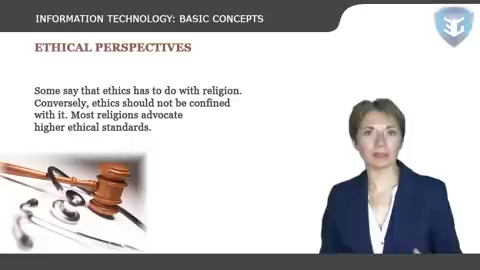 INFORMATION TECHNOLOGY: BASIC CONCEPTS
ETHICAL PERSPECTIVES
Some say that ethics has to do with religion.
Conversely, ethics should not be confined
with it. Most religions advocate
higher ethical standards.